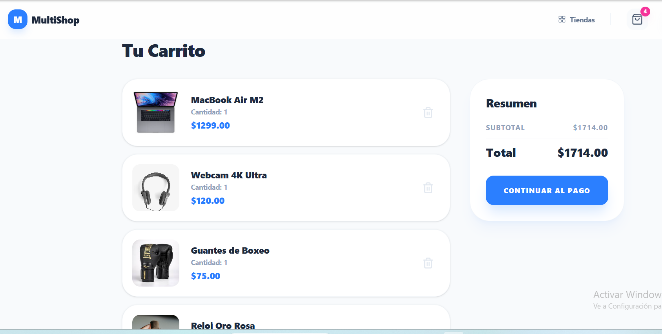 M MultiShop
Tiendas
4
Tu Carrito
MacBook Air M2
Cantidad: 1
$1299.00
Webcam 4K Ultra
Cantidad: 1
$120.00
Guantes de Boxeo
Cantidad: 1
$75.00
Reloj Oro Rosa
Resumen
SUBTOTAL $1714.00
Total $1714.00
CONTINUAR AL PAGO
Activar Window
Ve a Configuración pa